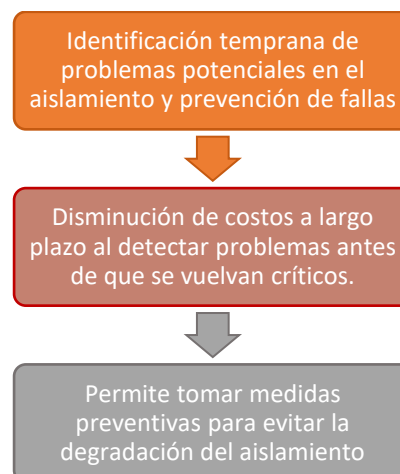 Identificación temprana de
problemas potenciales en el
aislamiento y prevención de fallas
Disminución de costos a largo
plazo al detectar problemas antes
de que se vuelvan críticos.
Permite tomar medidas
preventivas para evitar la
degradación del aislamiento